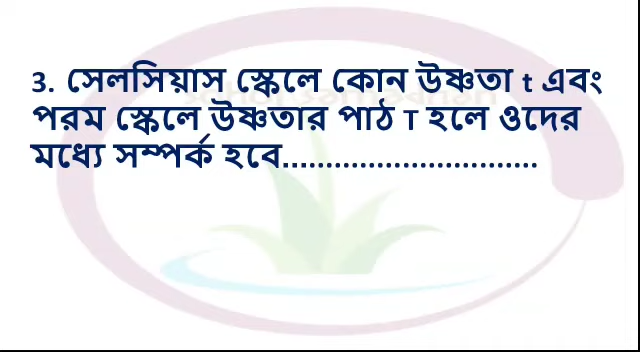 3. সেলসিয়াস স্কেলে কোন উষ্ণতা t এবং
পরম স্কেলে উষ্ণতার পাঠ T হলে ওদের
মধ্যে সম্পর্ক হবে.............................